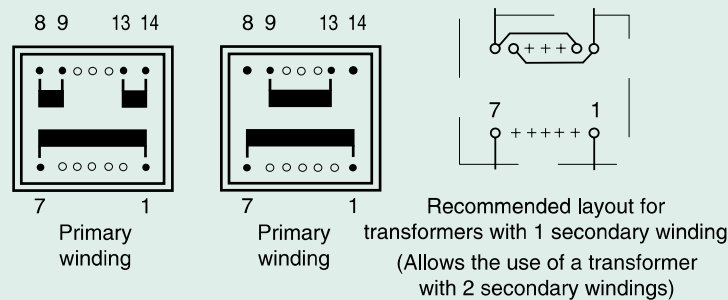 8 9 13 14
7 1
Primary
winding
8 9 13 14
7 1
Primary
winding
+ + +
7 1
+ + + + +
Recommended layout for
transformers with 1 secondary winding
(Allows the use of a transformer
with 2 secondary windings)